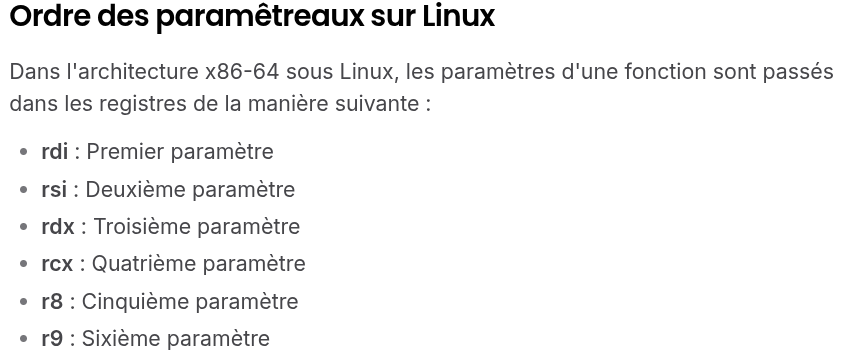 Ordre des paramêtreaux sur Linux
Dans l'architecture x86-64 sous Linux, les paramètres d'une fonction sont passés
dans les registres de la manière suivante :
• rdi : Premier paramètre
• rsi : Deuxième paramètre
• rdx : Troisième paramètre
• rcx : Quatrième paramètre
• r8 : Cinquième paramètre
• r9 : Sixième paramètre